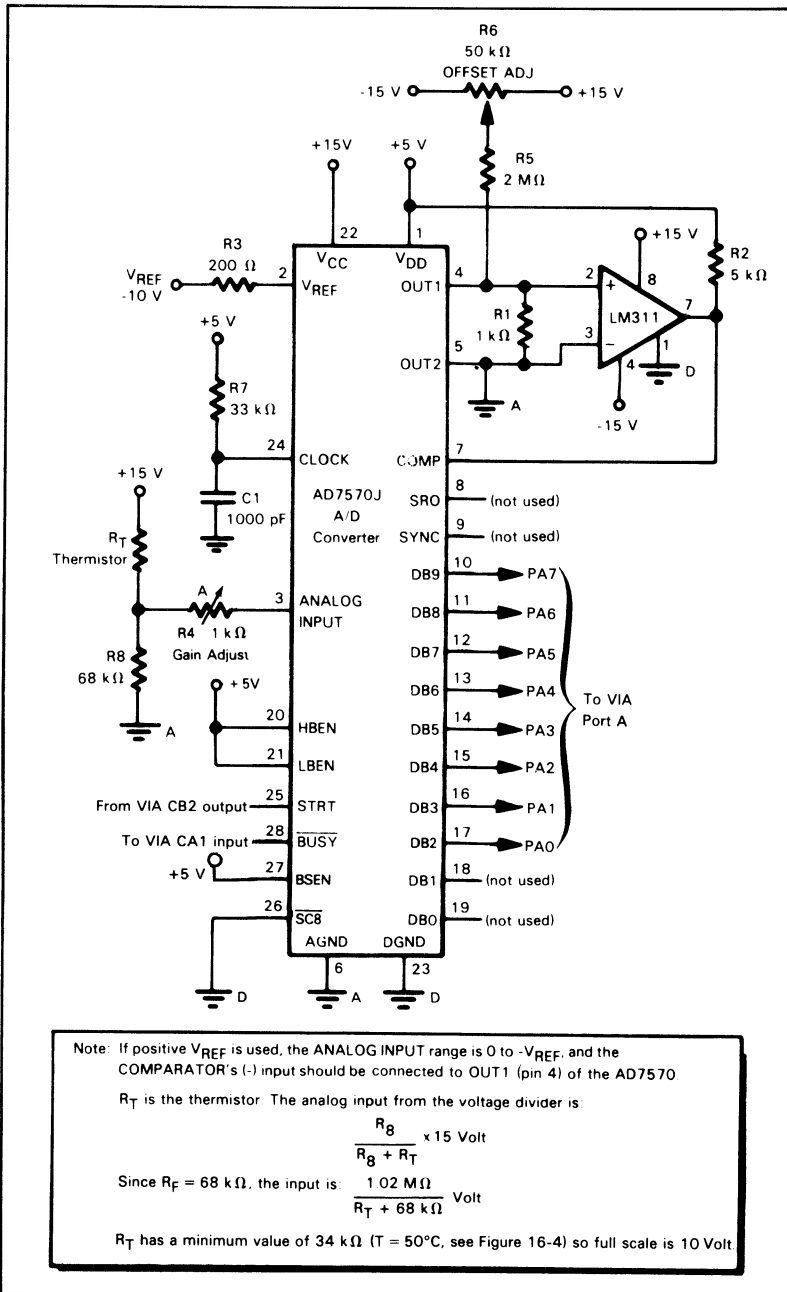 R6
50 kΩ
OFFSET ADJ
-15 V
+15 V
+15V
+5 V
R5
2 MΩ
22
1
R3
200 Ω
VREF
-10 V
2
VCC
VDD
VREF
4
OUT1
2
+
+15 V
8
R2
5 kΩ
LM311
7
R1
1 kΩ
3
−
1
4
D
-15 V
5
OUT2
A
+5 V
R7
33 kΩ
24
CLOCK
C1
1000 pF
AD7570J
A/D
Converter
7
COMP
8
SRO
(not used)
9
SYNC
(not used)
+15 V
RT
Thermistor
A
3
ANALOG
INPUT
R4 1 kΩ
Gain Adjust
R8
68 kΩ
A
10
DB9
PA7
11
DB8
PA6
12
DB7
PA5
13
DB6
PA4
14
DB5
PA3
15
DB4
PA2
16
DB3
PA1
17
DB2
PA0
To VIA
Port A
18
DB1
(not used)
19
DB0
(not used)
+ 5V
20
HBEN
21
LBEN
From VIA CB2 output
25
STRT
To VIA CA1 input
28
BUSY
+5 V
27
BSEN
26
SC8
D
AGND
DGND
6
23
A
D
Note: If positive VREF is used, the ANALOG INPUT range is 0 to -VREF, and the
COMPARATOR's (-) input should be connected to OUT1 (pin 4) of the AD7570.
RT is the thermistor. The analog input from the voltage divider is:
R8
R8 + RT
x 15 Volt
Since RF = 68 kΩ, the input is:
1.02 MΩ
RT + 68 kΩ
Volt
RT has a minimum value of 34 kΩ (T = 50°C, see Figure 16-4) so full scale is 10 Volt.